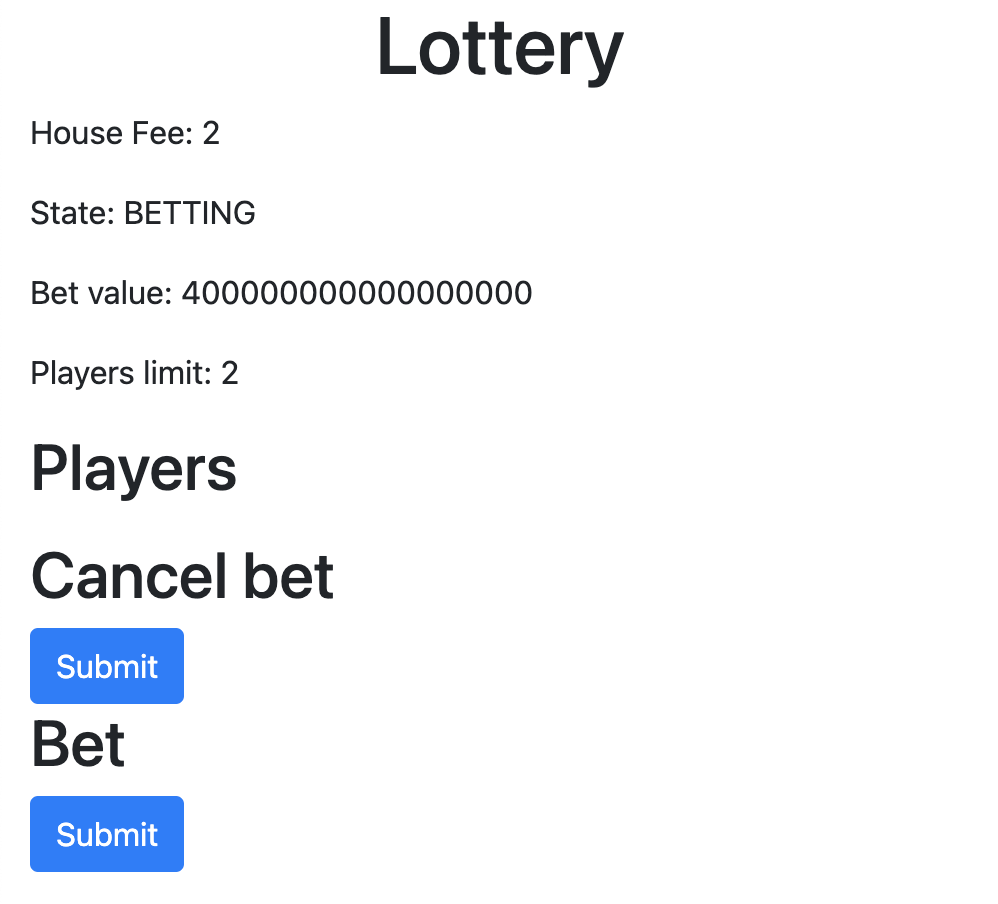 Lottery
House Fee: 2
State: BETTING
Bet value: 400000000000000000
Players limit: 2
Players
Cancel bet
Submit
Bet
Submit